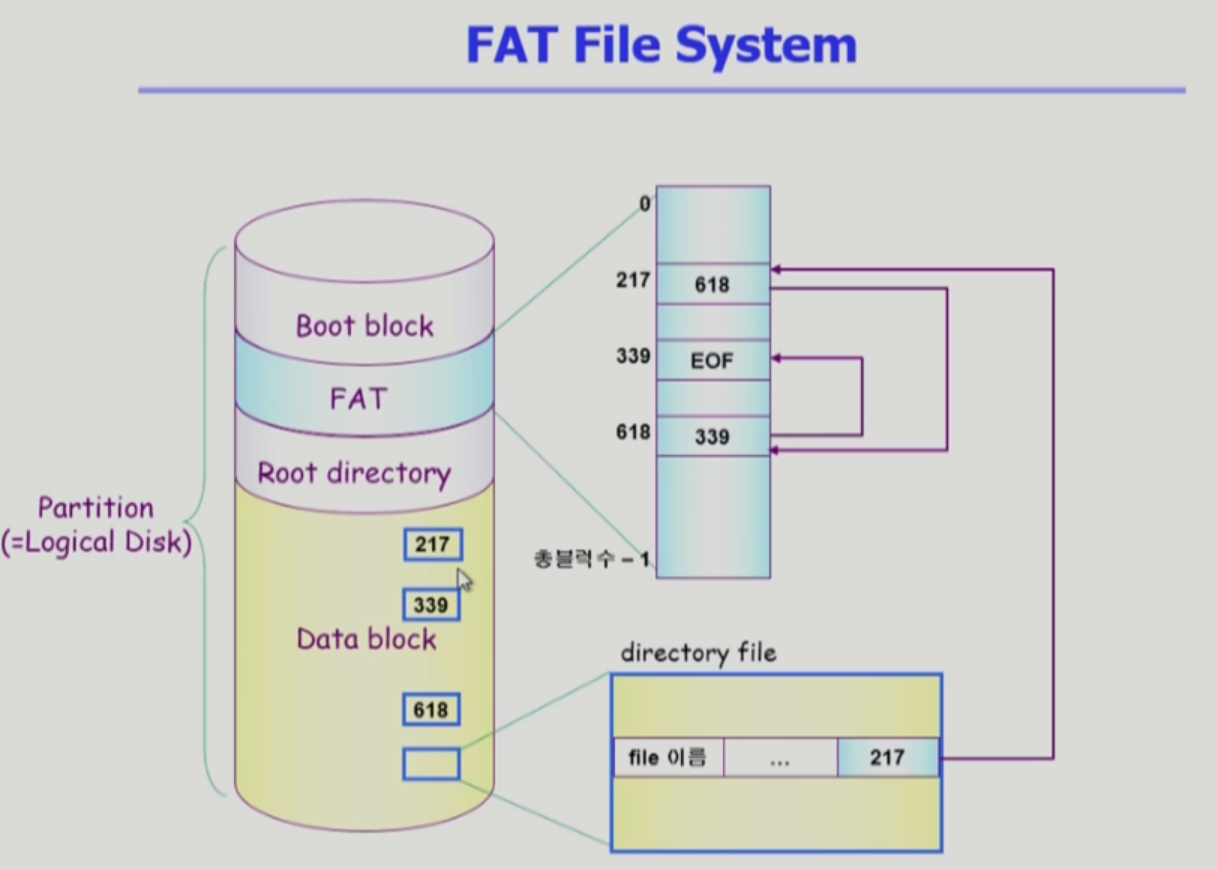 FAT File System
Boot block
FAT
Root directory
Partition
(=Logical Disk)
217
339
Data block
618
0
217
618
339
EOF
618
339
총블럭수 – 1
directory file
file 이름
...
217